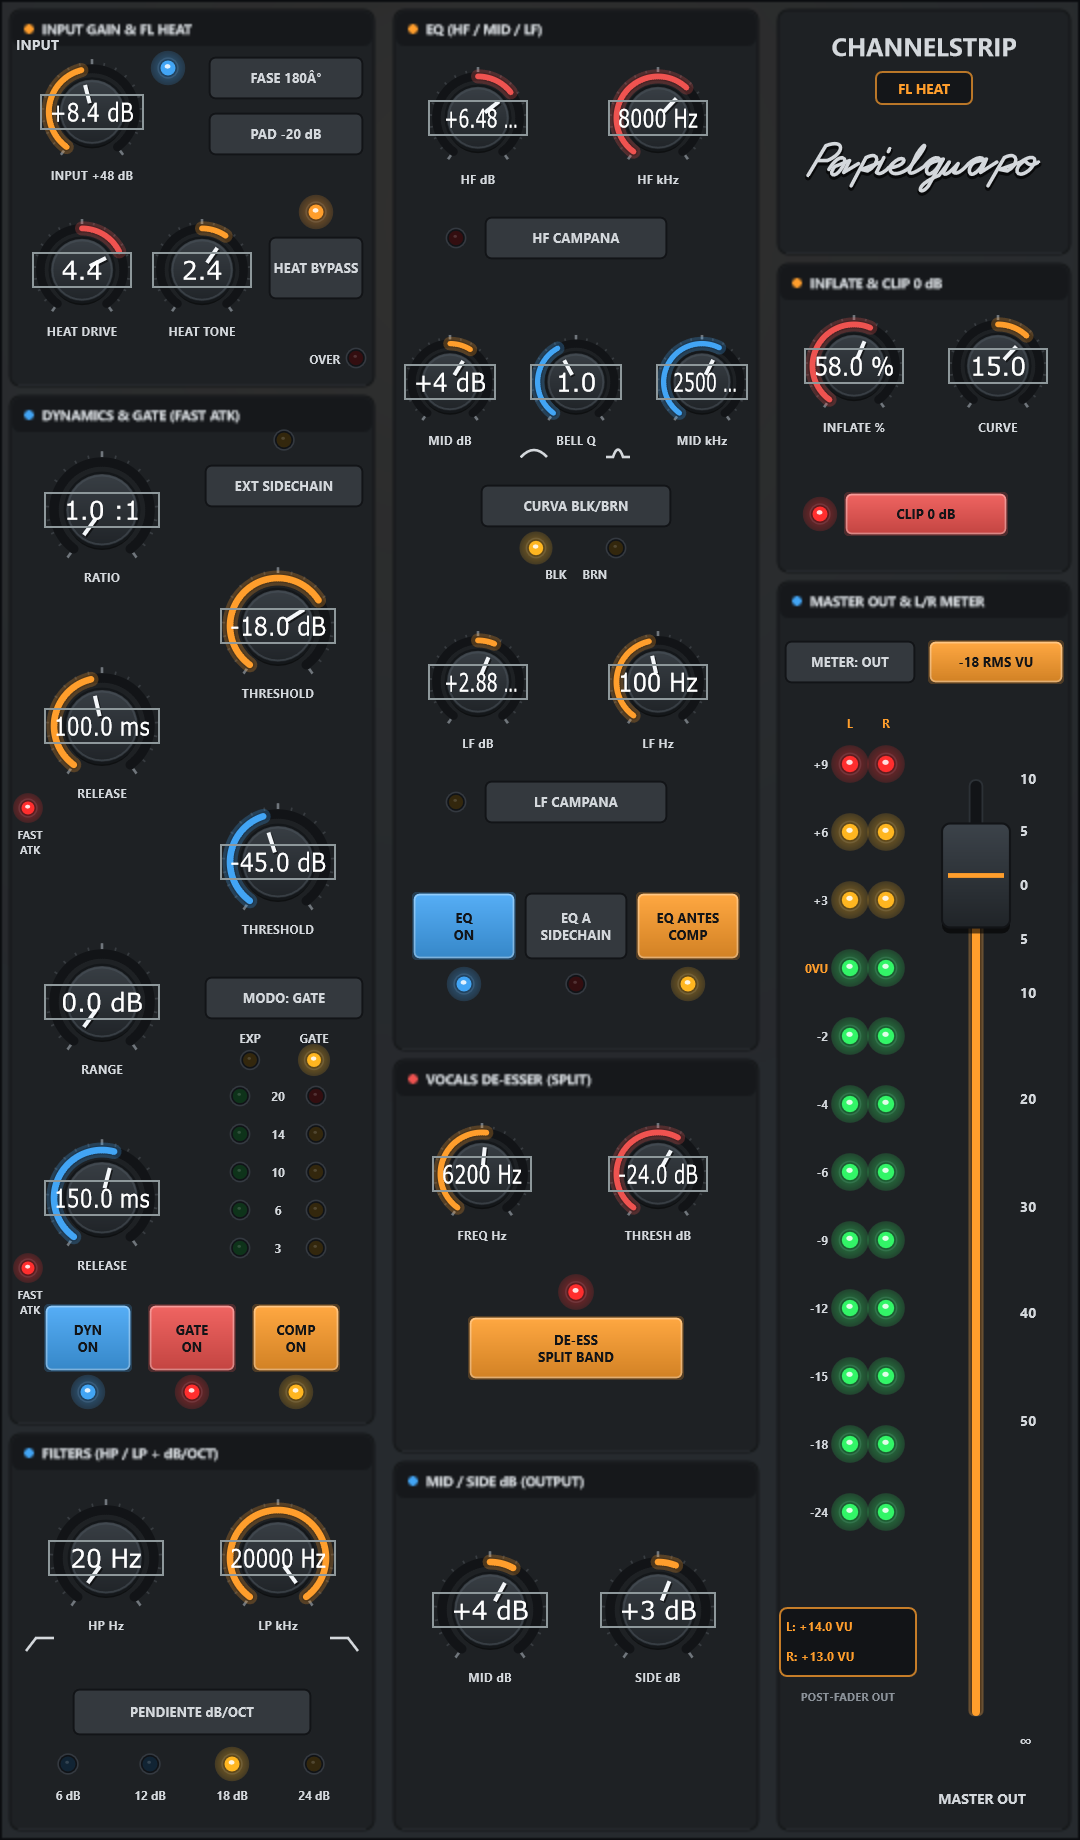 INPUT GAIN & FL HEAT
INPUT
+8.4 dB
INPUT +48 dB
FASE 180Â°
PAD -20 dB
4.4
HEAT DRIVE
2.4
HEAT TONE
HEAT BYPASS
OVER
DYNAMICS & GATE (FAST ATK)
1.0 :1
RATIO
EXT SIDECHAIN
-18.0 dB
THRESHOLD
100.0 ms
RELEASE
FAST
ATK
-45.0 dB
THRESHOLD
0.0 dB
RANGE
MODO: GATE
EXP GATE
20
14
10
6
3
150.0 ms
RELEASE
FAST
ATK
DYN
ON
GATE
ON
COMP
ON
FILTERS (HP / LP + dB/OCT)
20 Hz
HP Hz
20000 Hz
LP kHz
PENDIENTE dB/OCT
6 dB 12 dB 18 dB 24 dB
EQ (HF / MID / LF)
+6.48 ...
HF dB
8000 Hz
HF kHz
HF CAMPANA
+4 dB
MID dB
1.0
BELL Q
2500 ...
MID kHz
CURVA BLK/BRN
BLK BRN
+2.88 ...
LF dB
100 Hz
LF Hz
LF CAMPANA
EQ
ON
EQ A
SIDECHAIN
EQ ANTES
COMP
VOCALS DE-ESSER (SPLIT)
6200 Hz
FREQ Hz
-24.0 dB
THRESH dB
DE-ESS
SPLIT BAND
MID / SIDE dB (OUTPUT)
+4 dB
MID dB
+3 dB
SIDE dB
CHANNELSTRIP
FL HEAT
Papielguapo
INFLATE & CLIP 0 dB
58.0 %
INFLATE %
15.0
CURVE
CLIP 0 dB
MASTER OUT & L/R METER
METER: OUT
-18 RMS VU
L R
+9
+6
+3
0VU
-2
-4
-6
-9
-12
-15
-18
-24
10
5
0
5
10
20
30
40
50
∞
L: +14.0 VU
R: +13.0 VU
POST-FADER OUT
MASTER OUT